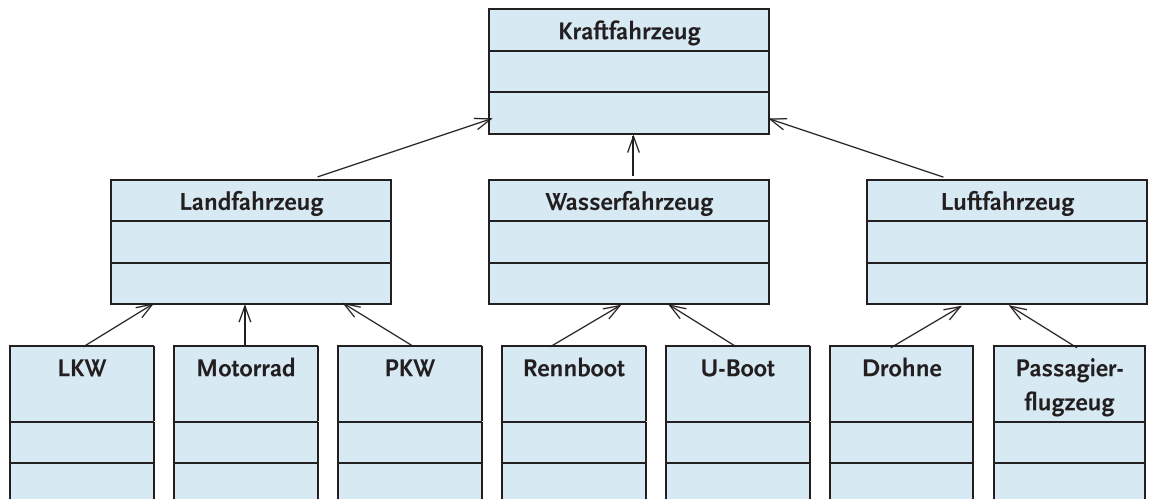 Kraftfahrzeug
Landfahrzeug
Wasserfahrzeug
Luftfahrzeug
LKW
Motorrad
PKW
Rennboot
U-Boot
Drohne
Passagier-
flugzeug